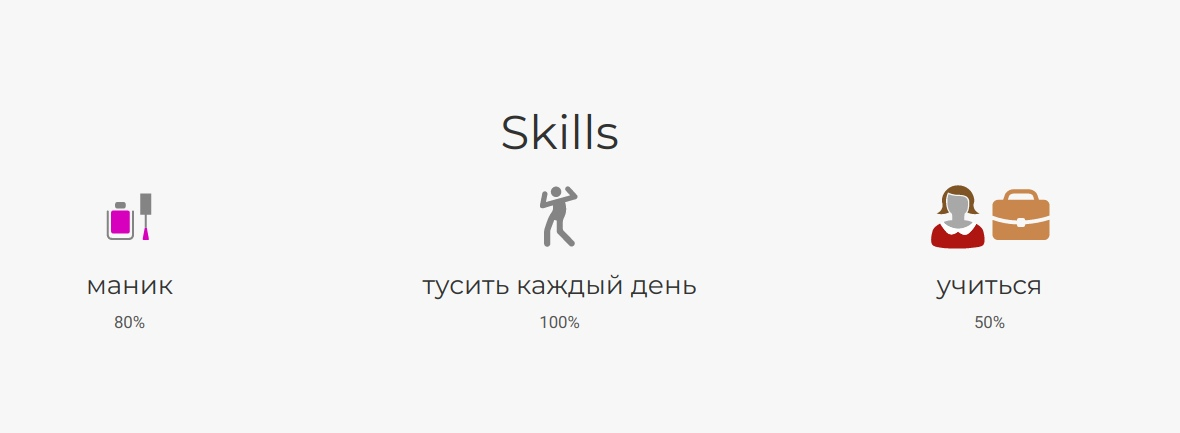 Skills
маник
80%
тусить каждый день
100%
учиться
50%